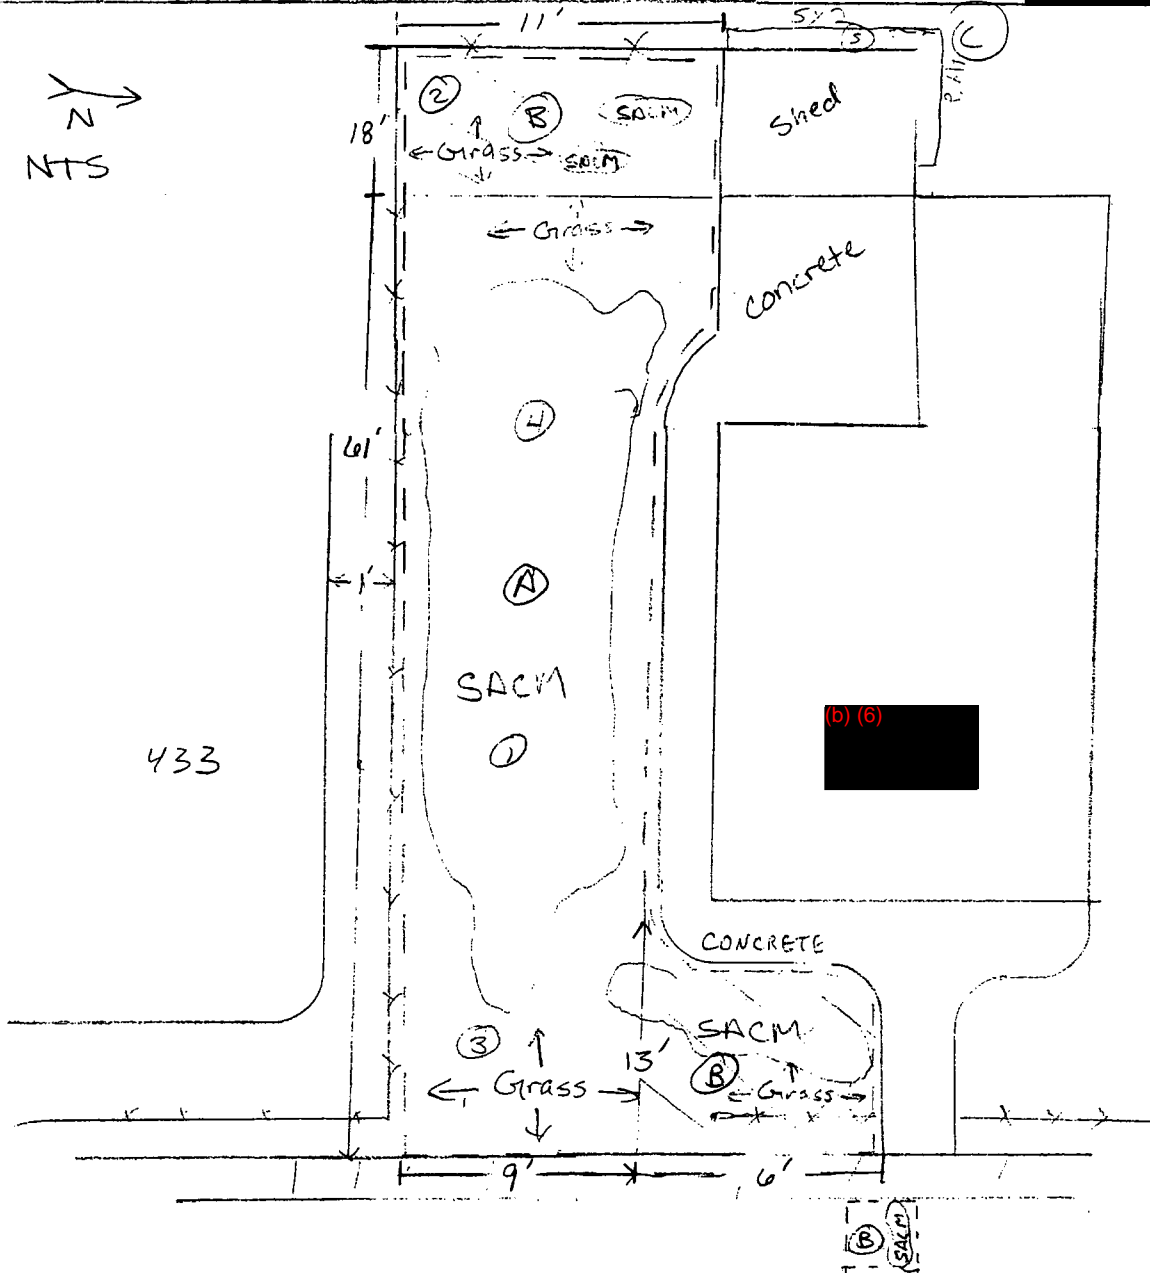 11'
5x2
S
C
N
NTS
2
B
SACM
18'
Grass
SACM
Shed
Grass
Concrete
4
61'
1'
A
SACM
1
433
(b) (6)
CONCRETE
SACM
3
13'
B
Grass
Grass
9'
6'
B
SACM